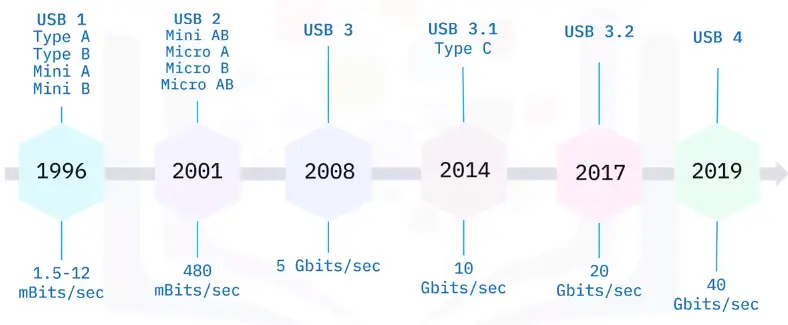 USB 1
Type A
Type B
Mini A
Mini B
USB 2
Mini AB
Micro A
Micro B
Micro AB
USB 3
USB 3.1
Type C
USB 3.2
USB 4
1996
2001
2008
2014
2017
2019
1.5-12
mBits/sec
480
mBits/sec
5 Gbits/sec
10
Gbits/sec
20
Gbits/sec
40
Gbits/sec